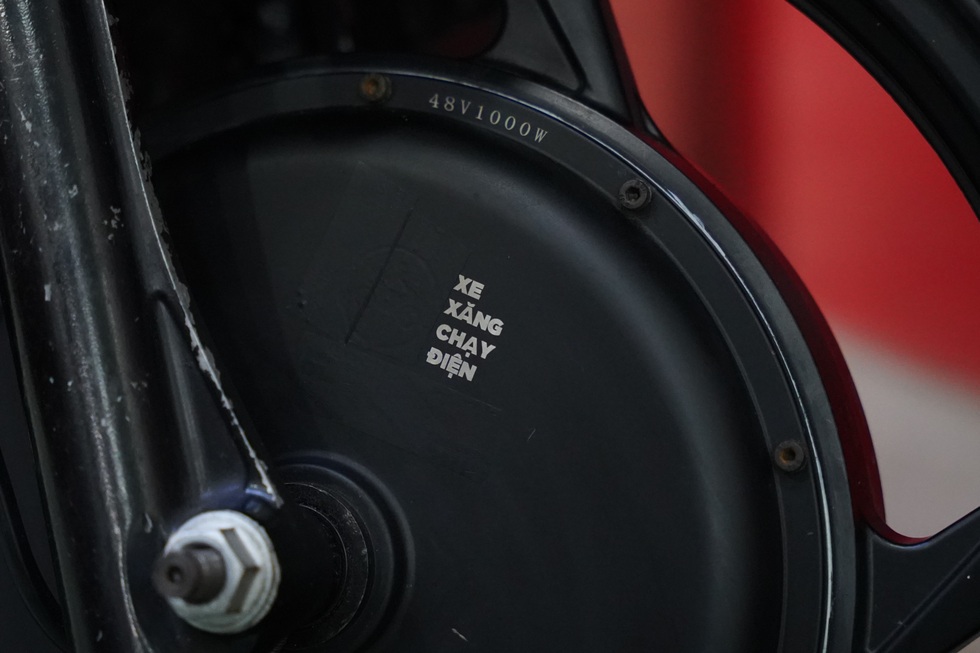 48V1000W
XE
XĂNG
CHẠY
ĐIỆN